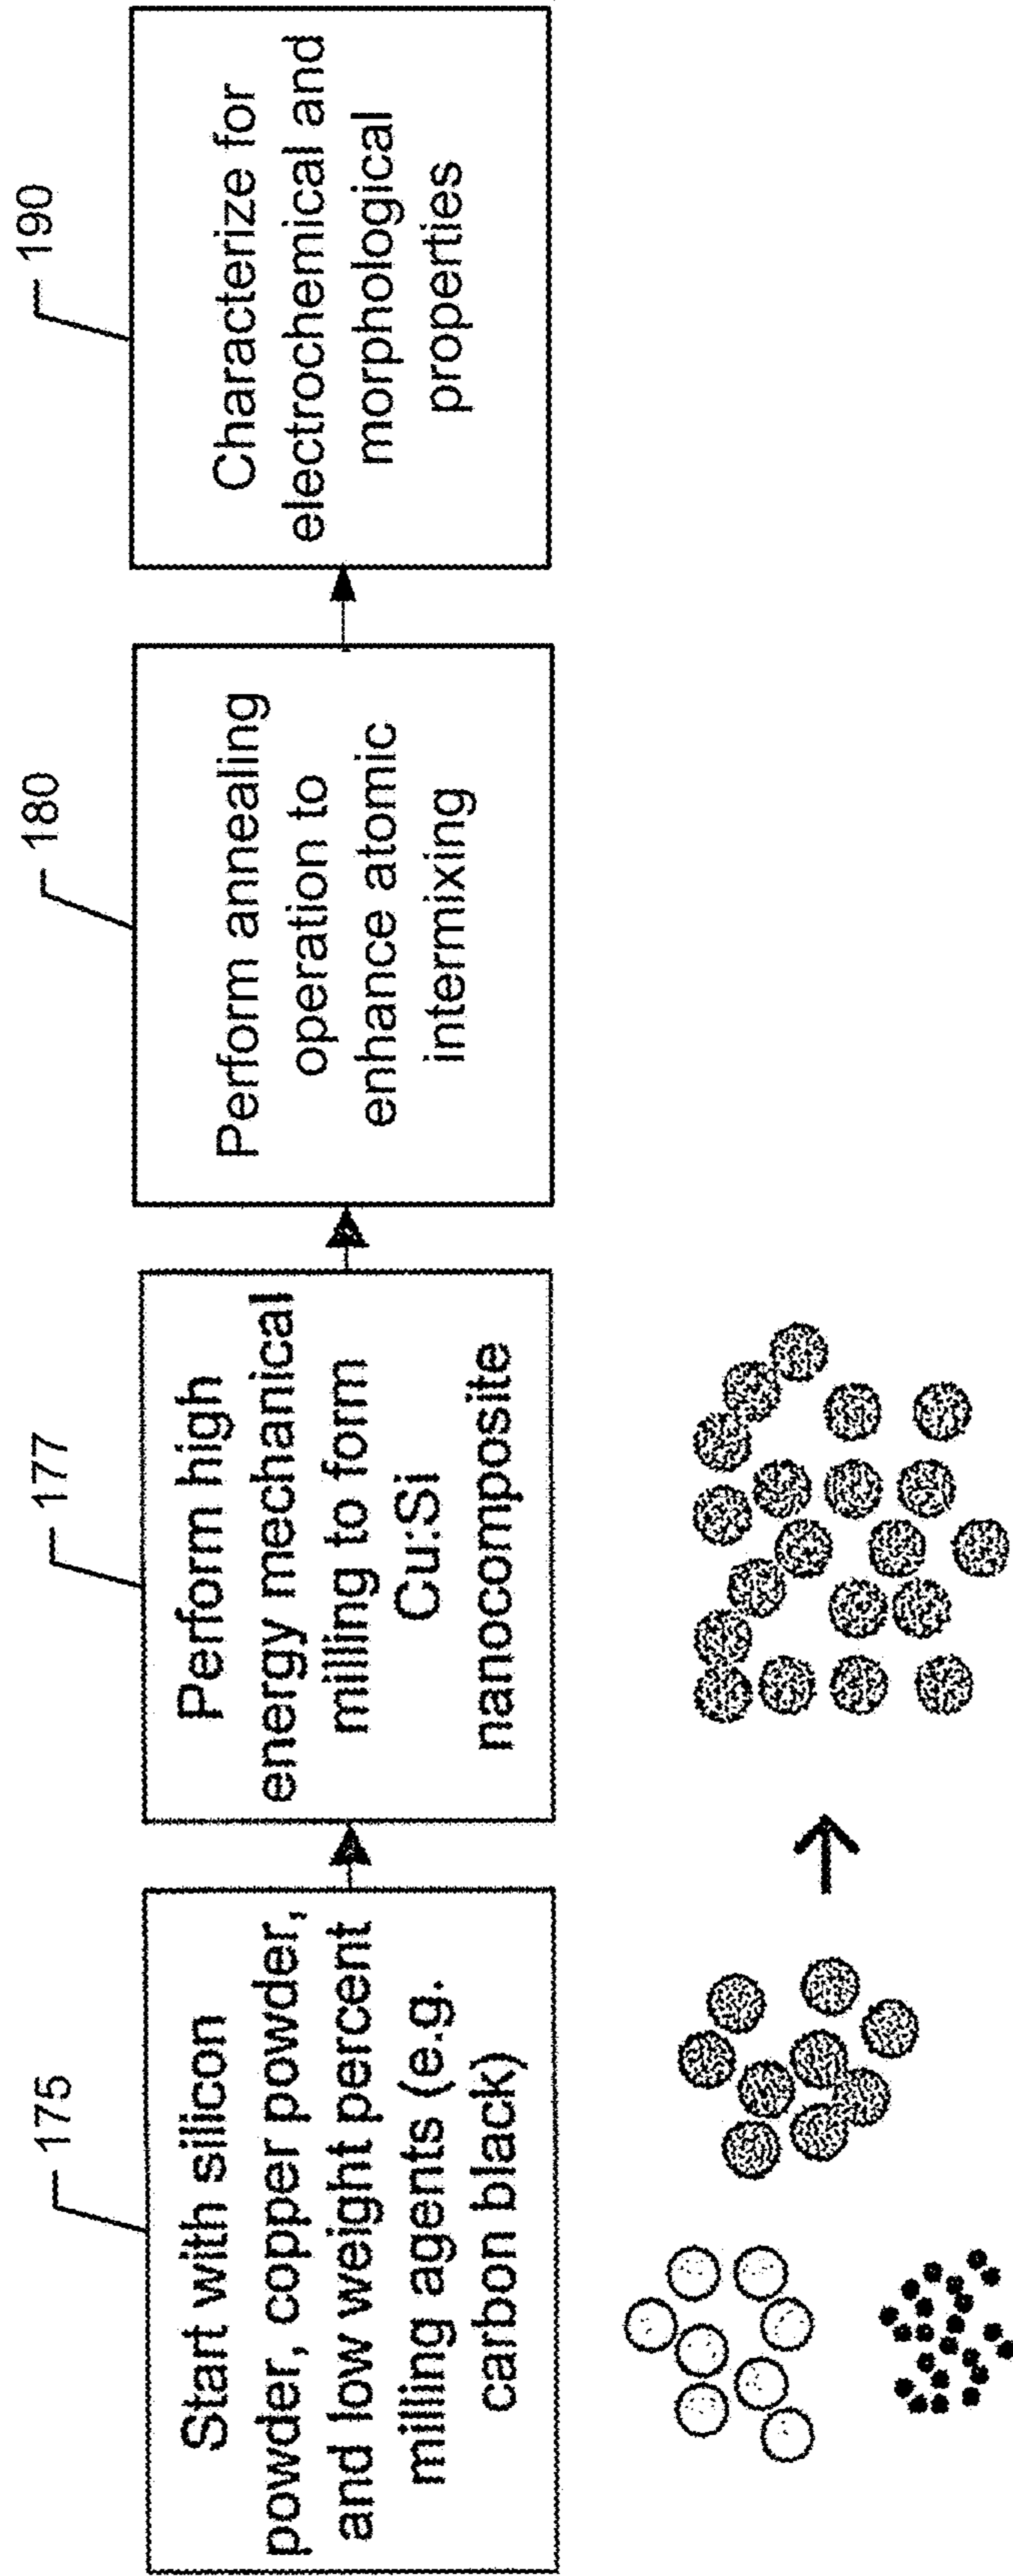 175
Start with silicon
powder, copper powder,
and low weight percent
milling agents (e.g.
carbon black)
177
Perform high
energy mechanical
milling to form
Cu:Si
nanocomposite
180
Perform annealing
operation to
enhance atomic
intermixing
190
Characterize for
electrochemical and
morphological
properties